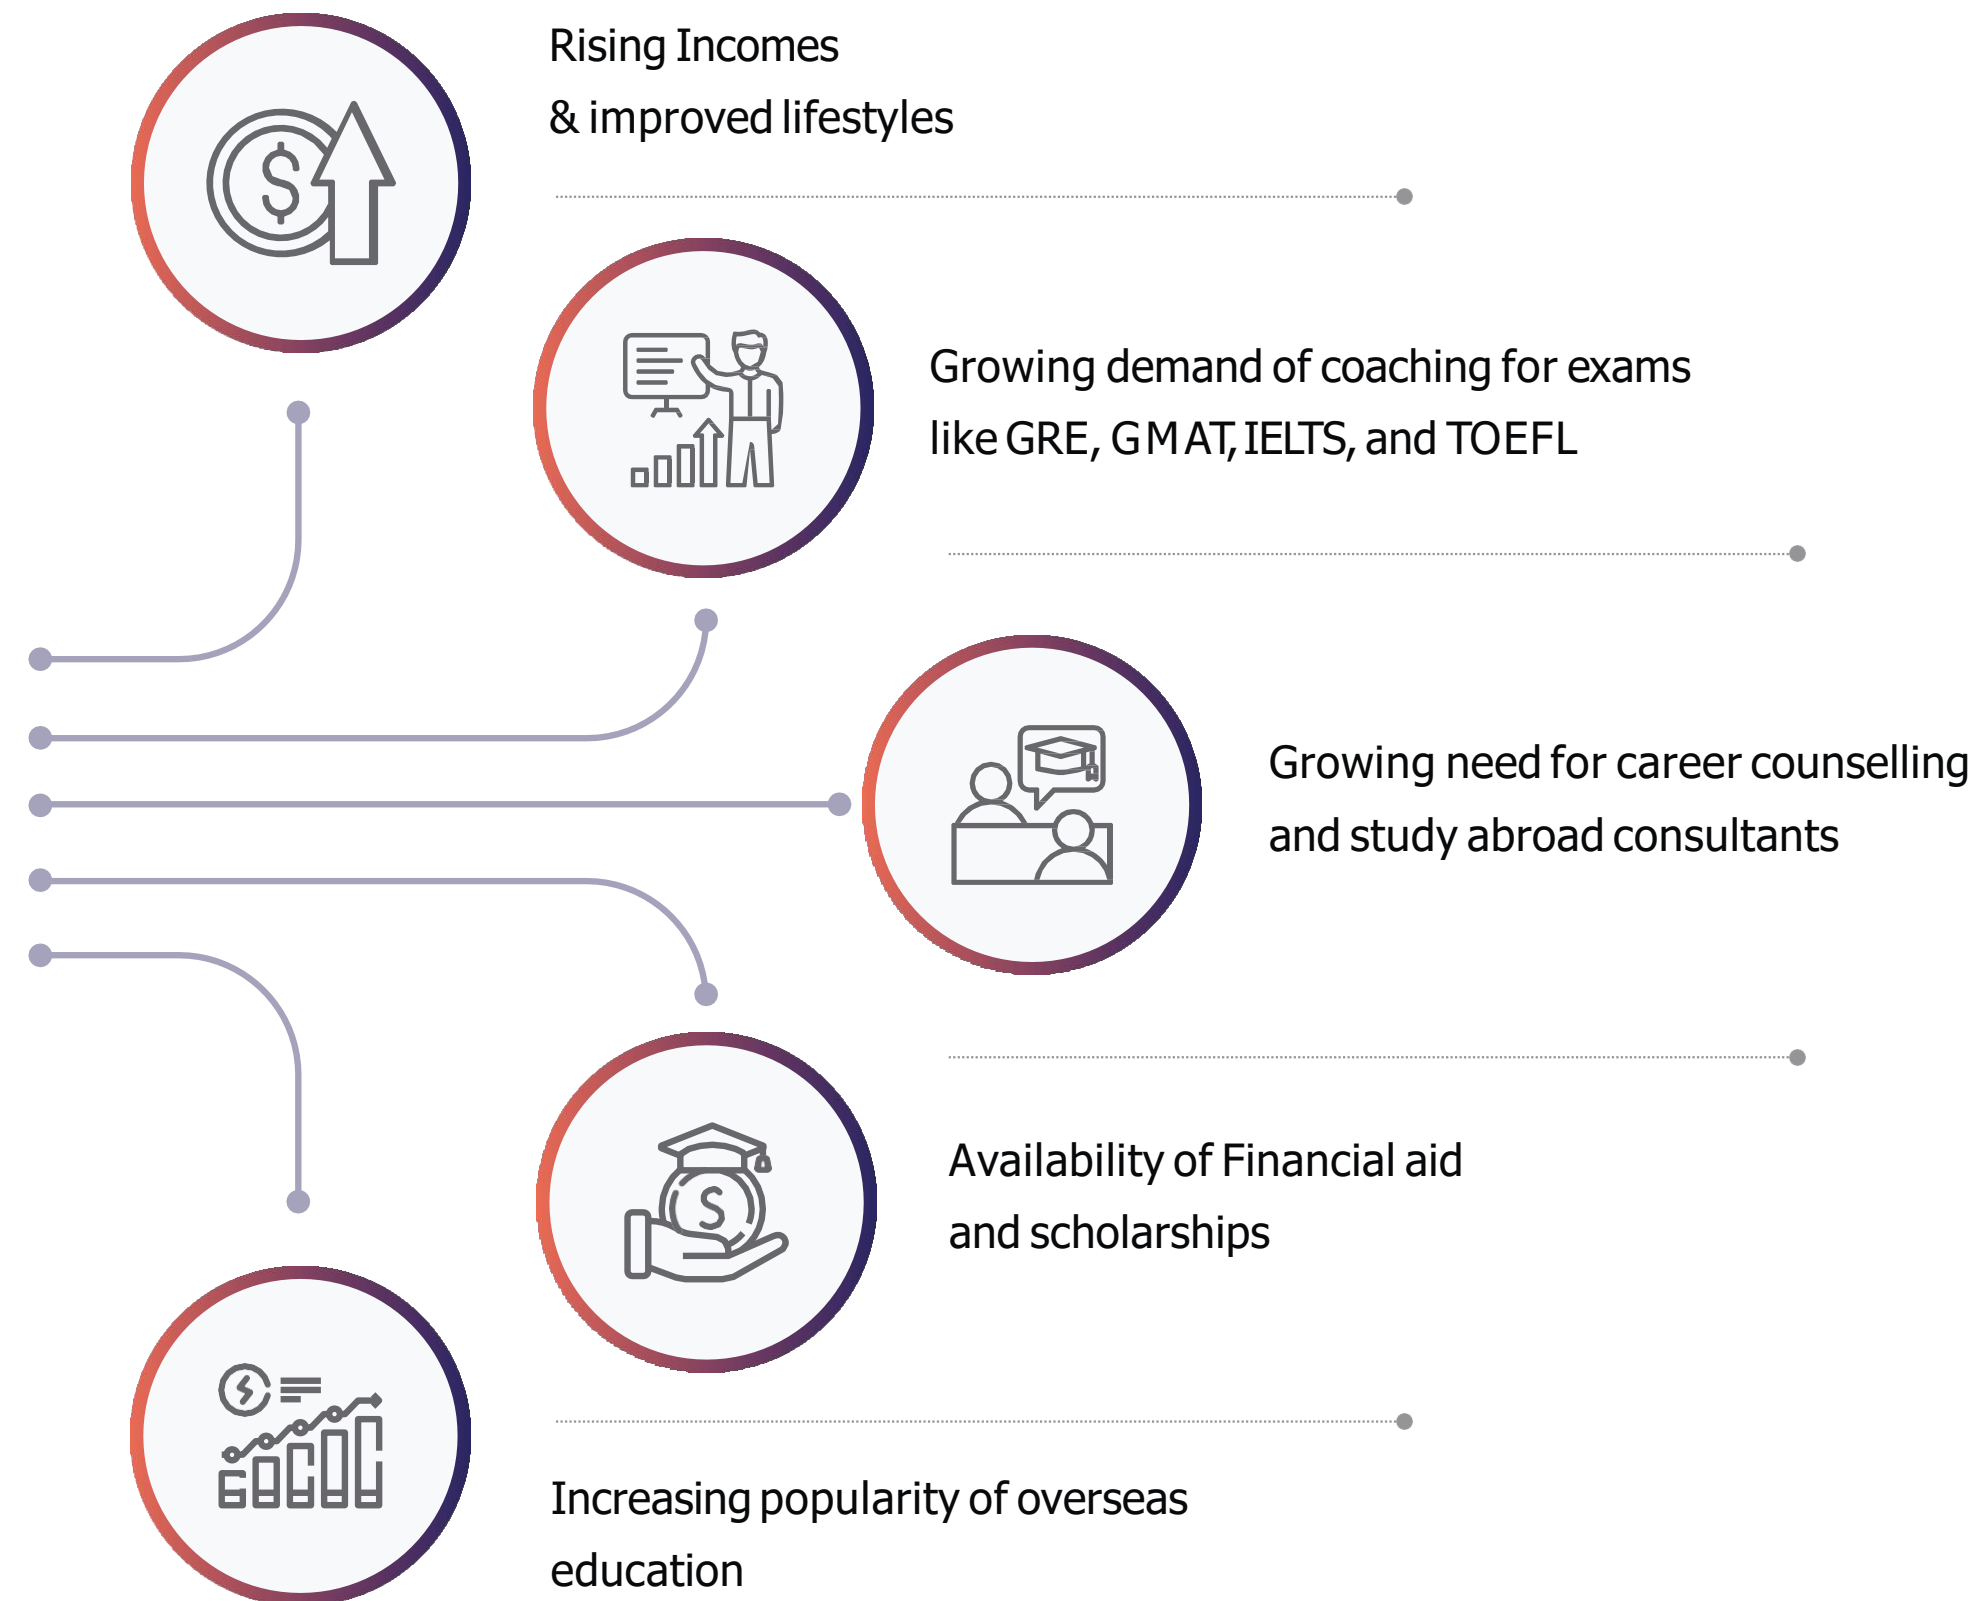 Rising Incomes
& improved lifestyles
Growing demand of coaching for exams
like GRE, GMAT, IELTS, and TOEFL
Growing need for career counselling
and study abroad consultants
Availability of Financial aid
and scholarships
Increasing popularity of overseas
education